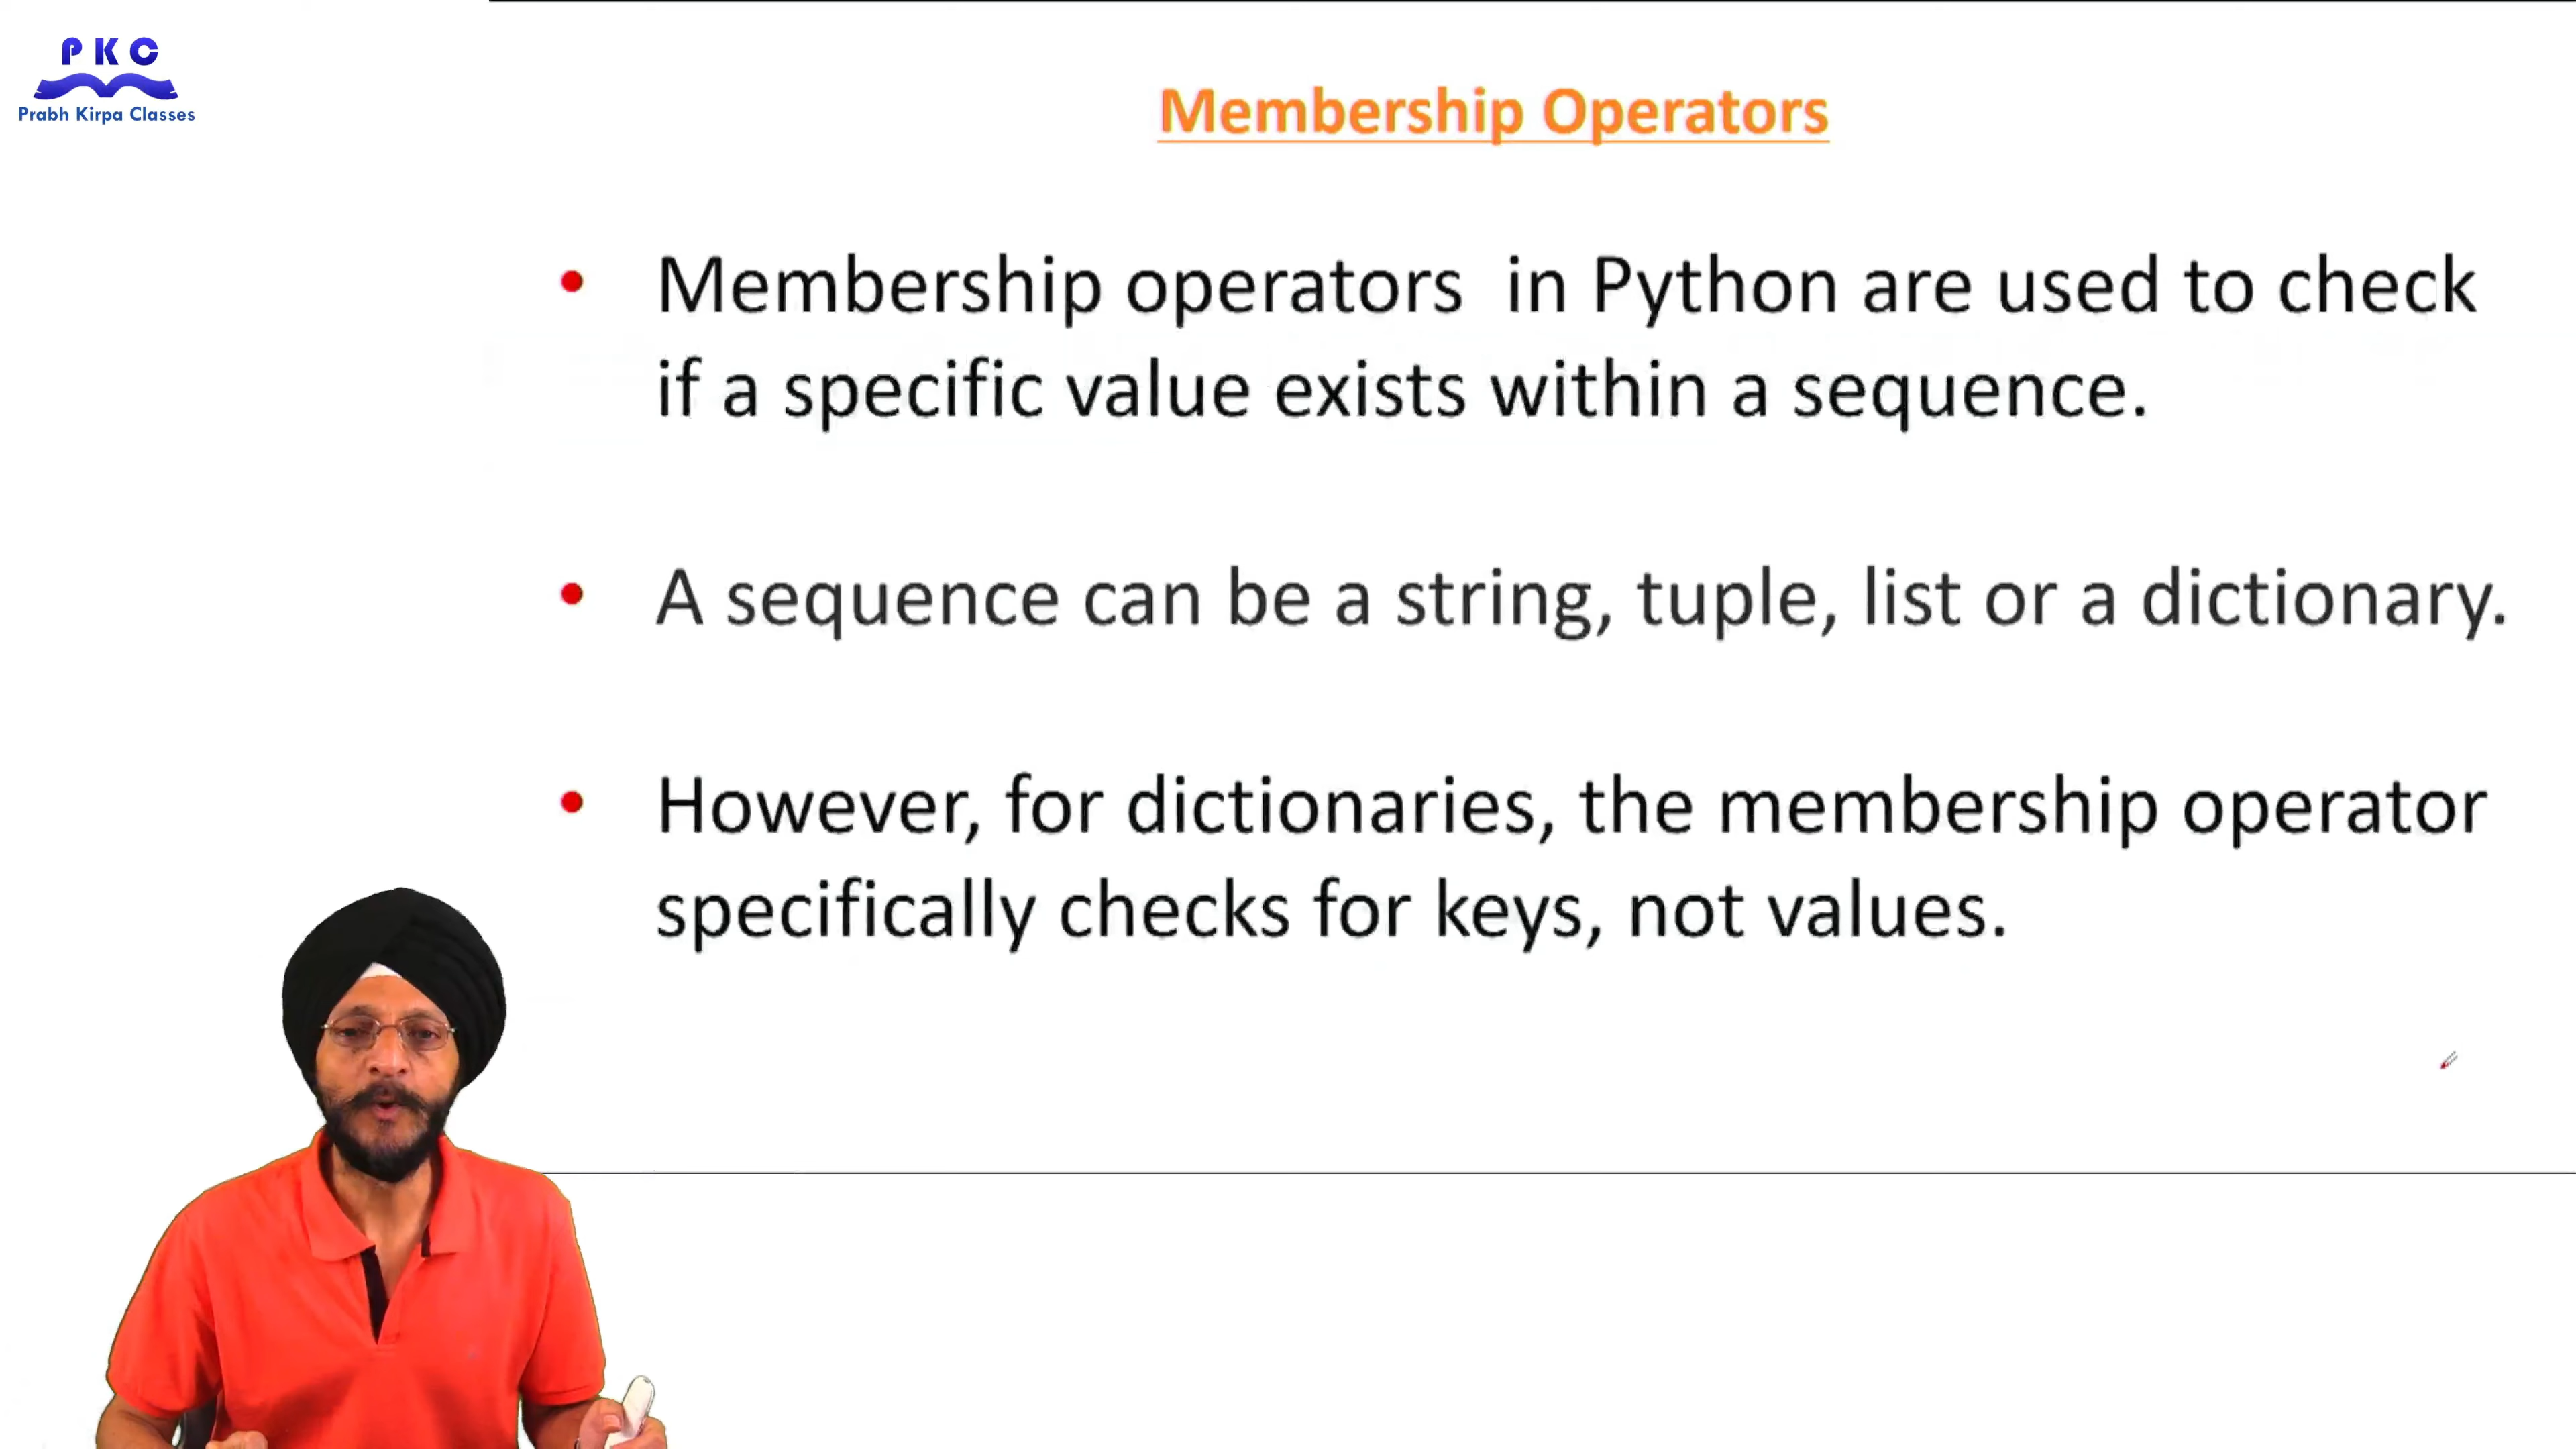 P K C
Prabh Kirpa Classes
Membership Operators
• Membership operators in Python are used to check
if a specific value exists within a sequence.
• A sequence can be a string, tuple, list or a dictionary.
• However, for dictionaries, the membership operator
specifically checks for keys, not values.